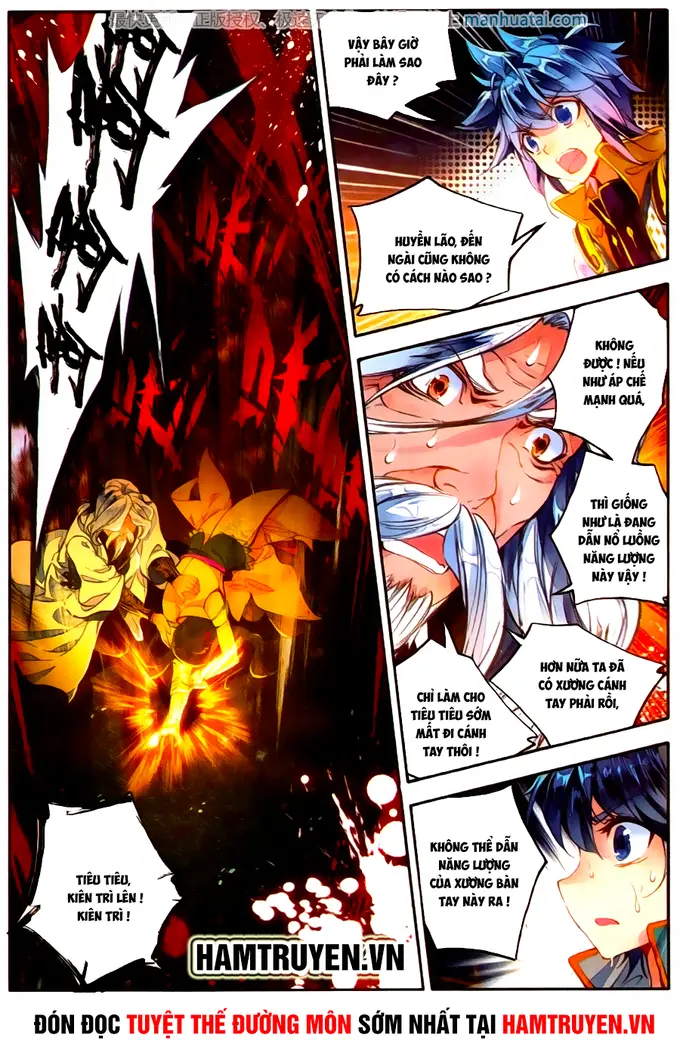 manhuatai.com
VẬY BÂY GIỜ
PHẢI LÀM SAO
ĐÂY ?
HUYỀN LÃO, ĐẾN
NGÀI CŨNG KHÔNG
CÓ CÁCH NÀO SAO ?
KHÔNG
ĐƯỢC ! NẾU
NHƯ ÁP CHẾ
MẠNH QUÁ,
THÌ GIỐNG
NHƯ LÀ ĐANG
DẪN NỔ LUỒNG
NĂNG LƯỢNG
NÀY VẬY !
HƠN NỮA TA ĐÃ
CÓ XƯƠNG CÁNH
TAY PHẢI RỒI,
CHỈ LÀM CHO
TIÊU TIÊU SỚM
MẤT ĐI CÁNH
TAY THÔI !
KHÔNG THỂ DẪN
NĂNG LƯỢNG
CỦA XƯƠNG BÀN
TAY NÀY RA !
TIÊU TIÊU,
KIÊN TRÌ LÊN !
KIÊN TRÌ !
HAMTRUYEN.VN
ĐÓN ĐỌC TUYỆT THẾ ĐƯỜNG MÔN SỚM NHẤT TẠI HAMTRUYEN.VN